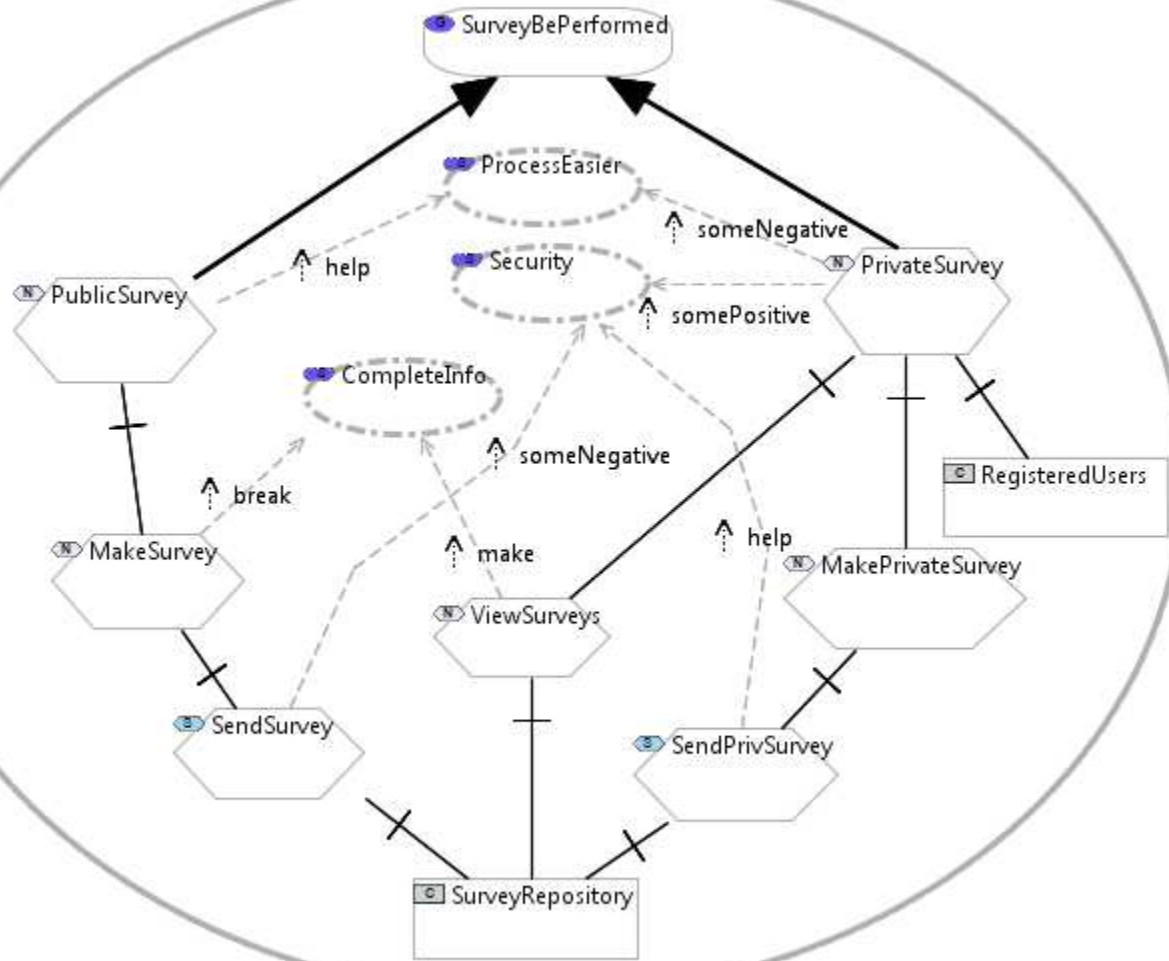 G SurveyBePerformed
S ProcessEasier
someNegative
S Security
help
N PublicSurvey
N PrivateSurvey
somePositive
S CompleteInfo
someNegative
C RegisteredUsers
break
help
make
N MakeSurvey
N MakePrivateSurvey
N ViewSurveys
S SendSurvey
S SendPrivSurvey
C SurveyRepository